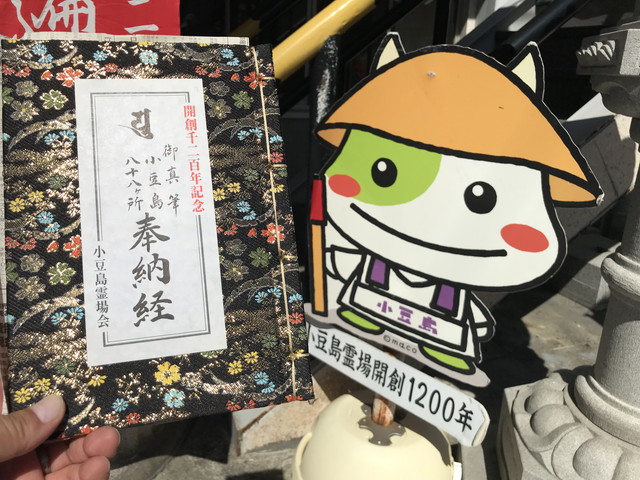 開創千二百年記念
御真筆
小豆島
八十八ヶ所
奉納経
小豆島霊場会
小豆島
©maco
小豆島霊場開創1200年